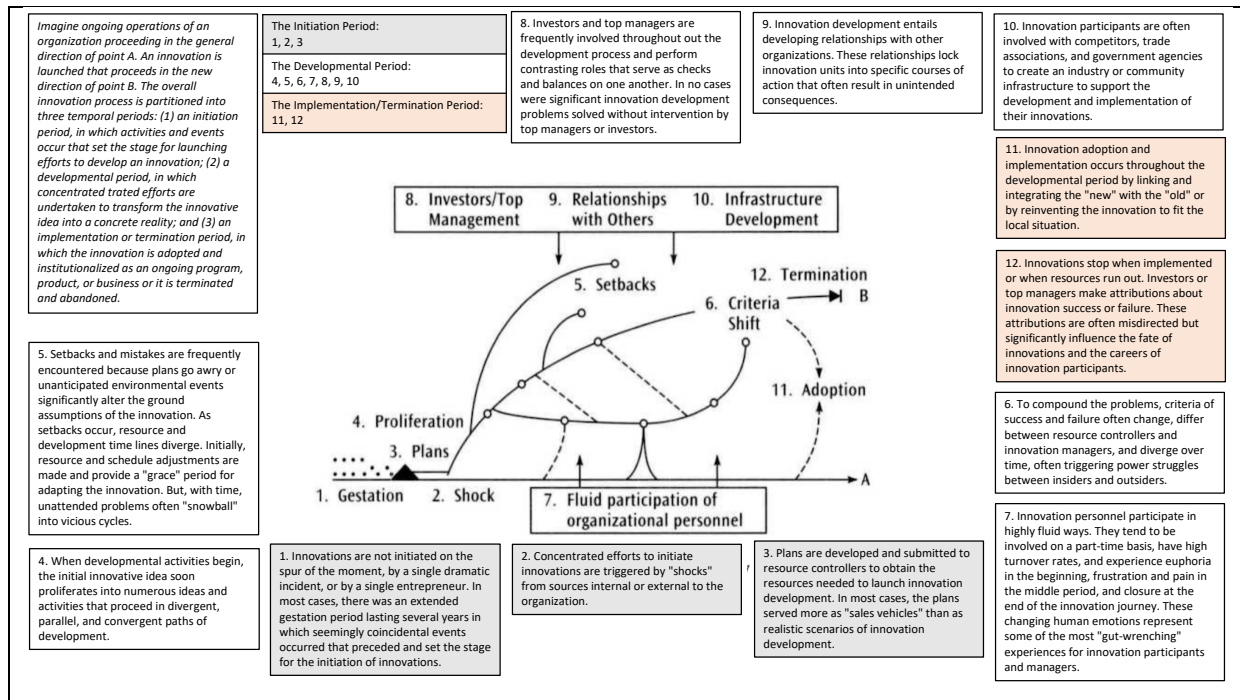 Imagine ongoing operations of an
organization proceeding in the general
direction of point A. An innovation is
launched that proceeds in the new
direction of point B. The overall
innovation process is partitioned into
three temporal periods: (1) an initiation
period, in which activities and events
occur that set the stage for launching
efforts to develop an innovation; (2) a
developmental period, in which
concentrated trated efforts are
undertaken to transform the innovative
idea into a concrete reality; and (3) an
implementation or termination period, in
which the innovation is adopted and
institutionalized as an ongoing program,
product, or business or it is terminated
and abandoned.
The Initiation Period:
1, 2, 3
The Developmental Period:
4, 5, 6, 7, 8, 9, 10
The Implementation/Termination Period:
11, 12
8. Investors and top managers are
frequently involved throughout out the
development process and perform
contrasting roles that serve as checks
and balances on one another. In no cases
were significant innovation development
problems solved without intervention by
top managers or investors.
9. Innovation development entails
developing relationships with other
organizations. These relationships lock
innovation units into specific courses of
action that often result in unintended
consequences.
10. Innovation participants are often
involved with competitors, trade
associations, and government agencies
to create an industry or community
infrastructure to support the
development and implementation of
their innovations.
11. Innovation adoption and
implementation occurs throughout the
developmental period by linking and
integrating the "new" with the "old" or
by reinventing the innovation to fit the
local situation.
12. Innovations stop when implemented
or when resources run out. Investors or
top managers make attributions about
innovation success or failure. These
attributions are often misdirected but
significantly influence the fate of
innovations and the careers of
innovation participants.
8. Investors/Top
Management
9. Relationships
with Others
10. Infrastructure
Development
5. Setbacks
12. Termination
B
6. Criteria
Shift
11. Adoption
4. Proliferation
3. Plans
A
1. Gestation
2. Shock
7. Fluid participation of
organizational personnel
5. Setbacks and mistakes are frequently
encountered because plans go awry or
unanticipated environmental events
significantly alter the ground
assumptions of the innovation. As
setbacks occur, resource and
development time lines diverge. Initially,
resource and schedule adjustments are
made and provide a "grace" period for
adapting the innovation. But, with time,
unattended problems often "snowball"
into vicious cycles.
6. To compound the problems, criteria of
success and failure often change, differ
between resource controllers and
innovation managers, and diverge over
time, often triggering power struggles
between insiders and outsiders.
4. When developmental activities begin,
the initial innovative idea soon
proliferates into numerous ideas and
activities that proceed in divergent,
parallel, and convergent paths of
development.
1. Innovations are not initiated on the
spur of the moment, by a single dramatic
incident, or by a single entrepreneur. In
most cases, there was an extended
gestation period lasting several years in
which seemingly coincidental events
occurred that preceded and set the stage
for the initiation of innovations.
2. Concentrated efforts to initiate
innovations are triggered by "shocks"
from sources internal or external to the
organization.
3. Plans are developed and submitted to
resource controllers to obtain the
resources needed to launch innovation
development. In most cases, the plans
served more as "sales vehicles" than as
realistic scenarios of innovation
development.
7. Innovation personnel participate in
highly fluid ways. They tend to be
involved on a part-time basis, have high
turnover rates, and experience euphoria
in the beginning, frustration and pain in
the middle period, and closure at the
end of the innovation journey. These
changing human emotions represent
some of the most "gut-wrenching"
experiences for innovation participants
and managers.